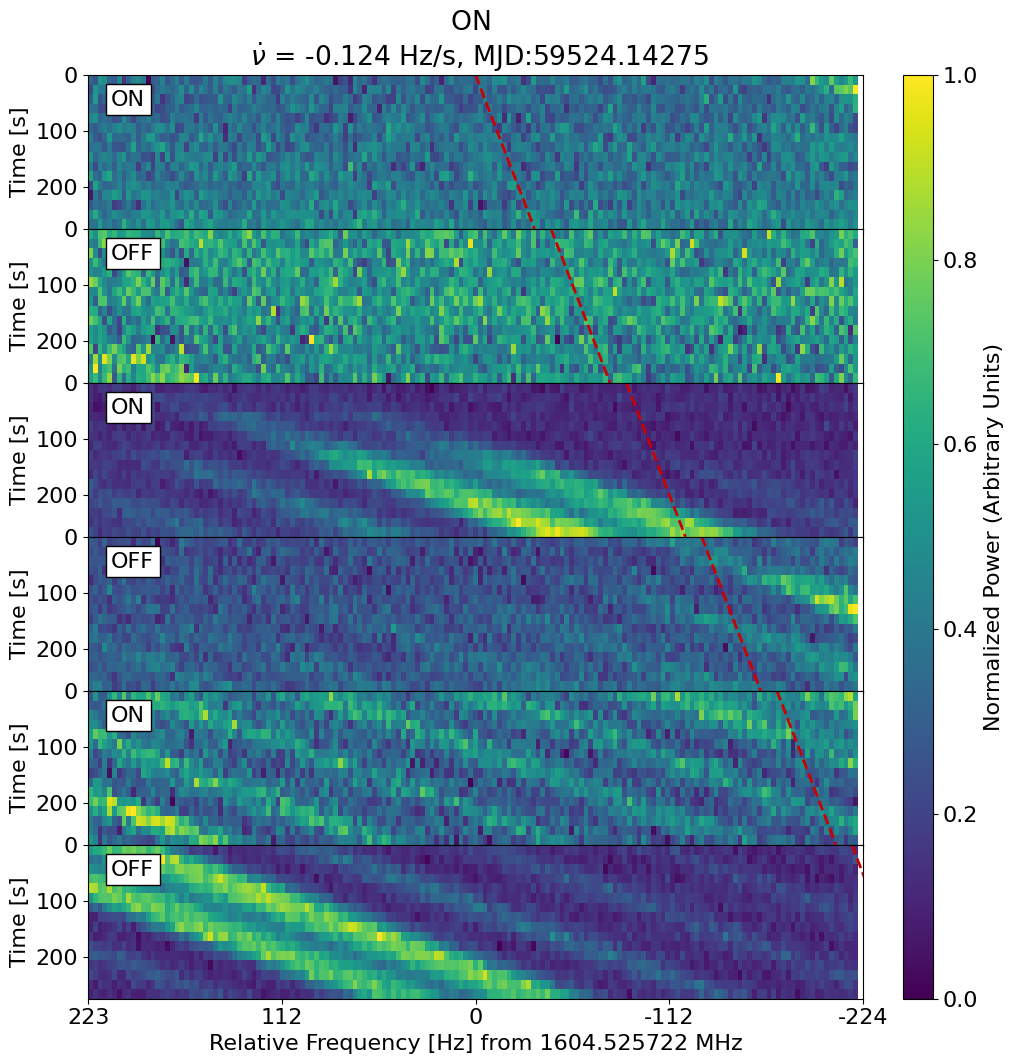 ON
ν̇ = -0.124 Hz/s, MJD:59524.14275
0
ON
100
Time [s]
200
0
OFF
100
Time [s]
200
0
ON
100
Time [s]
200
0
OFF
100
Time [s]
200
0
ON
100
Time [s]
200
0
OFF
100
Time [s]
200
223 112 0 -112 -224
Relative Frequency [Hz] from 1604.525722 MHz
1.0
0.8
0.6
0.4
0.2
0.0
Normalized Power (Arbitrary Units)